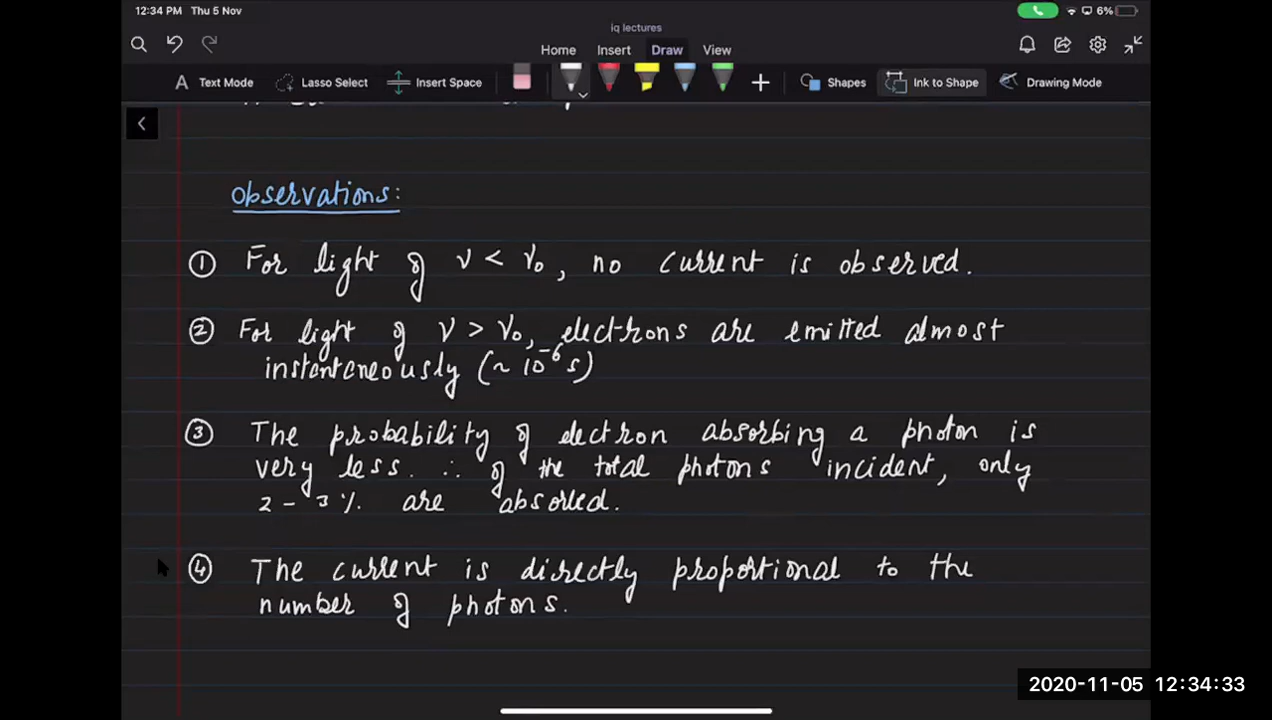 12:34 PM Thu 5 Nov
6%
iq lectures
Home Insert Draw View
A Text Mode Lasso Select Insert Space Shapes Ink to Shape Drawing Mode
Observations:
① For light of ν < ν₀, no current is observed.
② For light of ν > ν₀, electrons are emitted almost
instantaneously (~ 10⁻⁶ s)
③ The probability of electron absorbing a photon is
very less. ∴ of the total photons incident, only
2 - 3 % are absorbed.
④ The current is directly proportional to the
number of photons.
2020-11-05 12:34:33